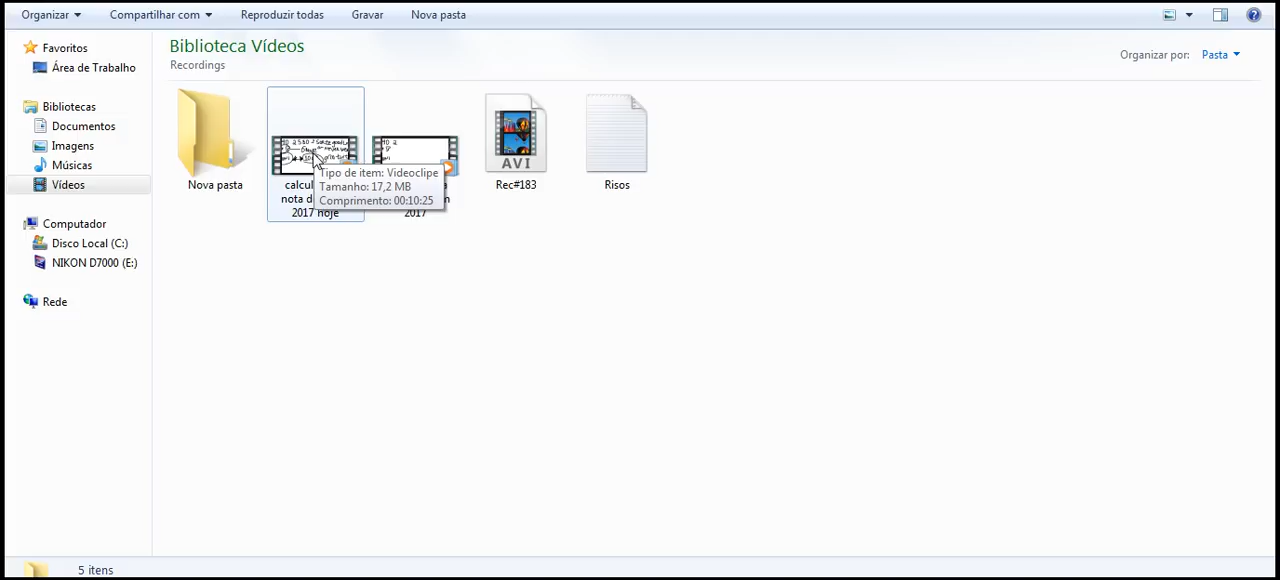 Organizar
Compartilhar com
Reproduzir todas
Gravar
Nova pasta
Favoritos
Área de Trabalho
Bibliotecas
Documentos
Imagens
Músicas
Vídeos
Computador
Disco Local (C:)
NIKON D7000 (E:)
Rede
Biblioteca Vídeos
Recordings
Organizar por: Pasta
Nova pasta
nota d
2017 hoje
Tipo de item: Videoclipe
Tamanho: 17,2 MB
Comprimento: 00:10:25
2017
AVI
Rec#183
Risos
5 itens